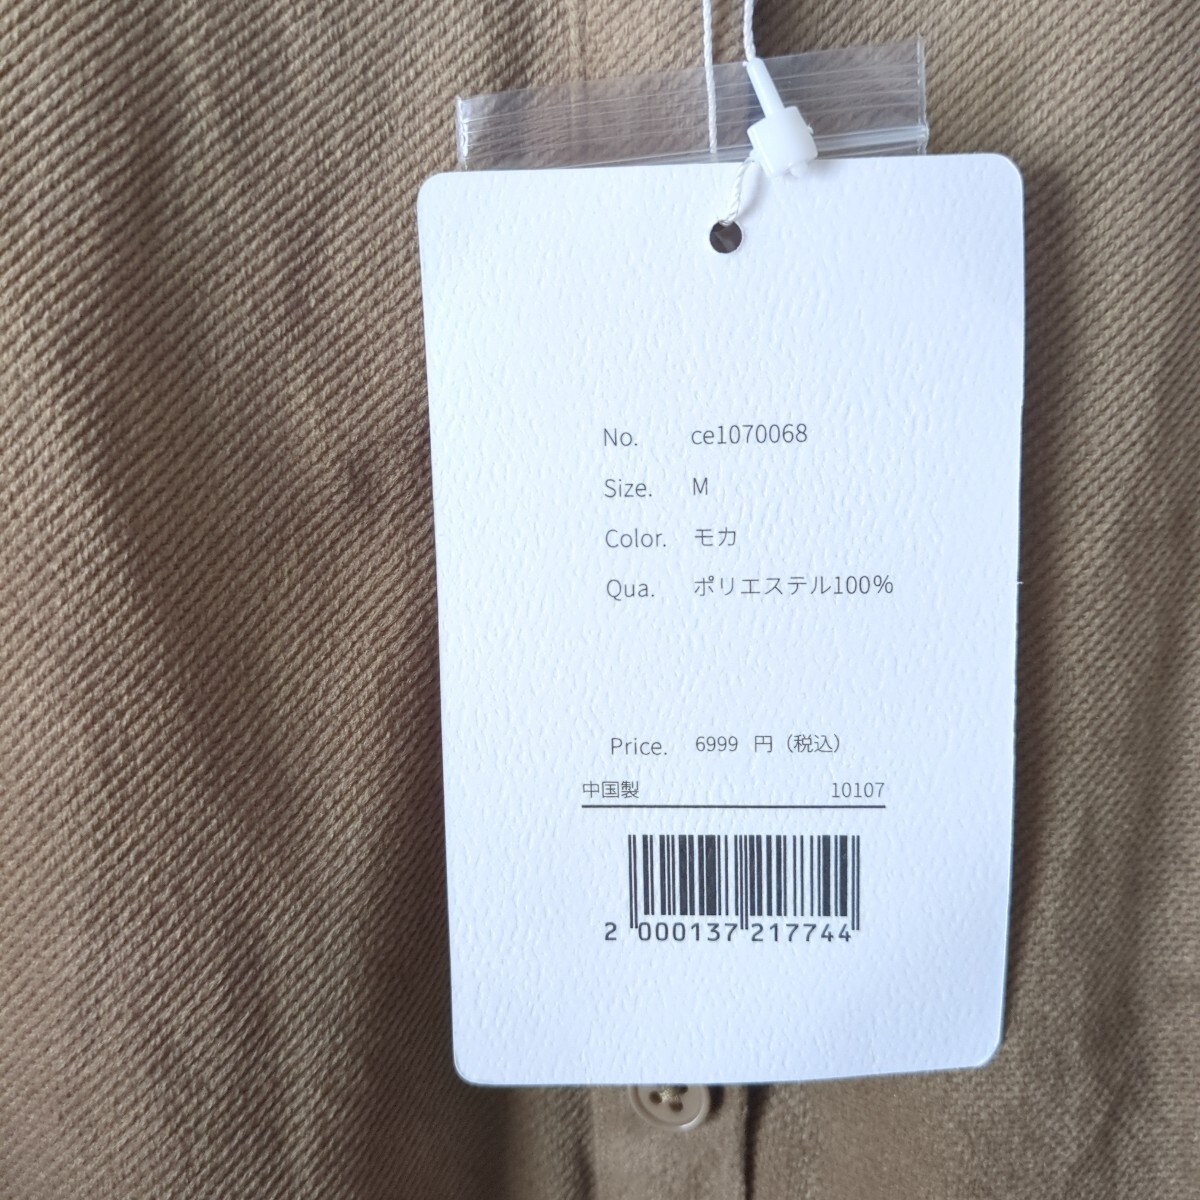 No. ce1070068
Size. M
Color. モカ
Qua. ポリエステル100%
Price. 6999 円（税込）
中国製 10107
2 000137 217744